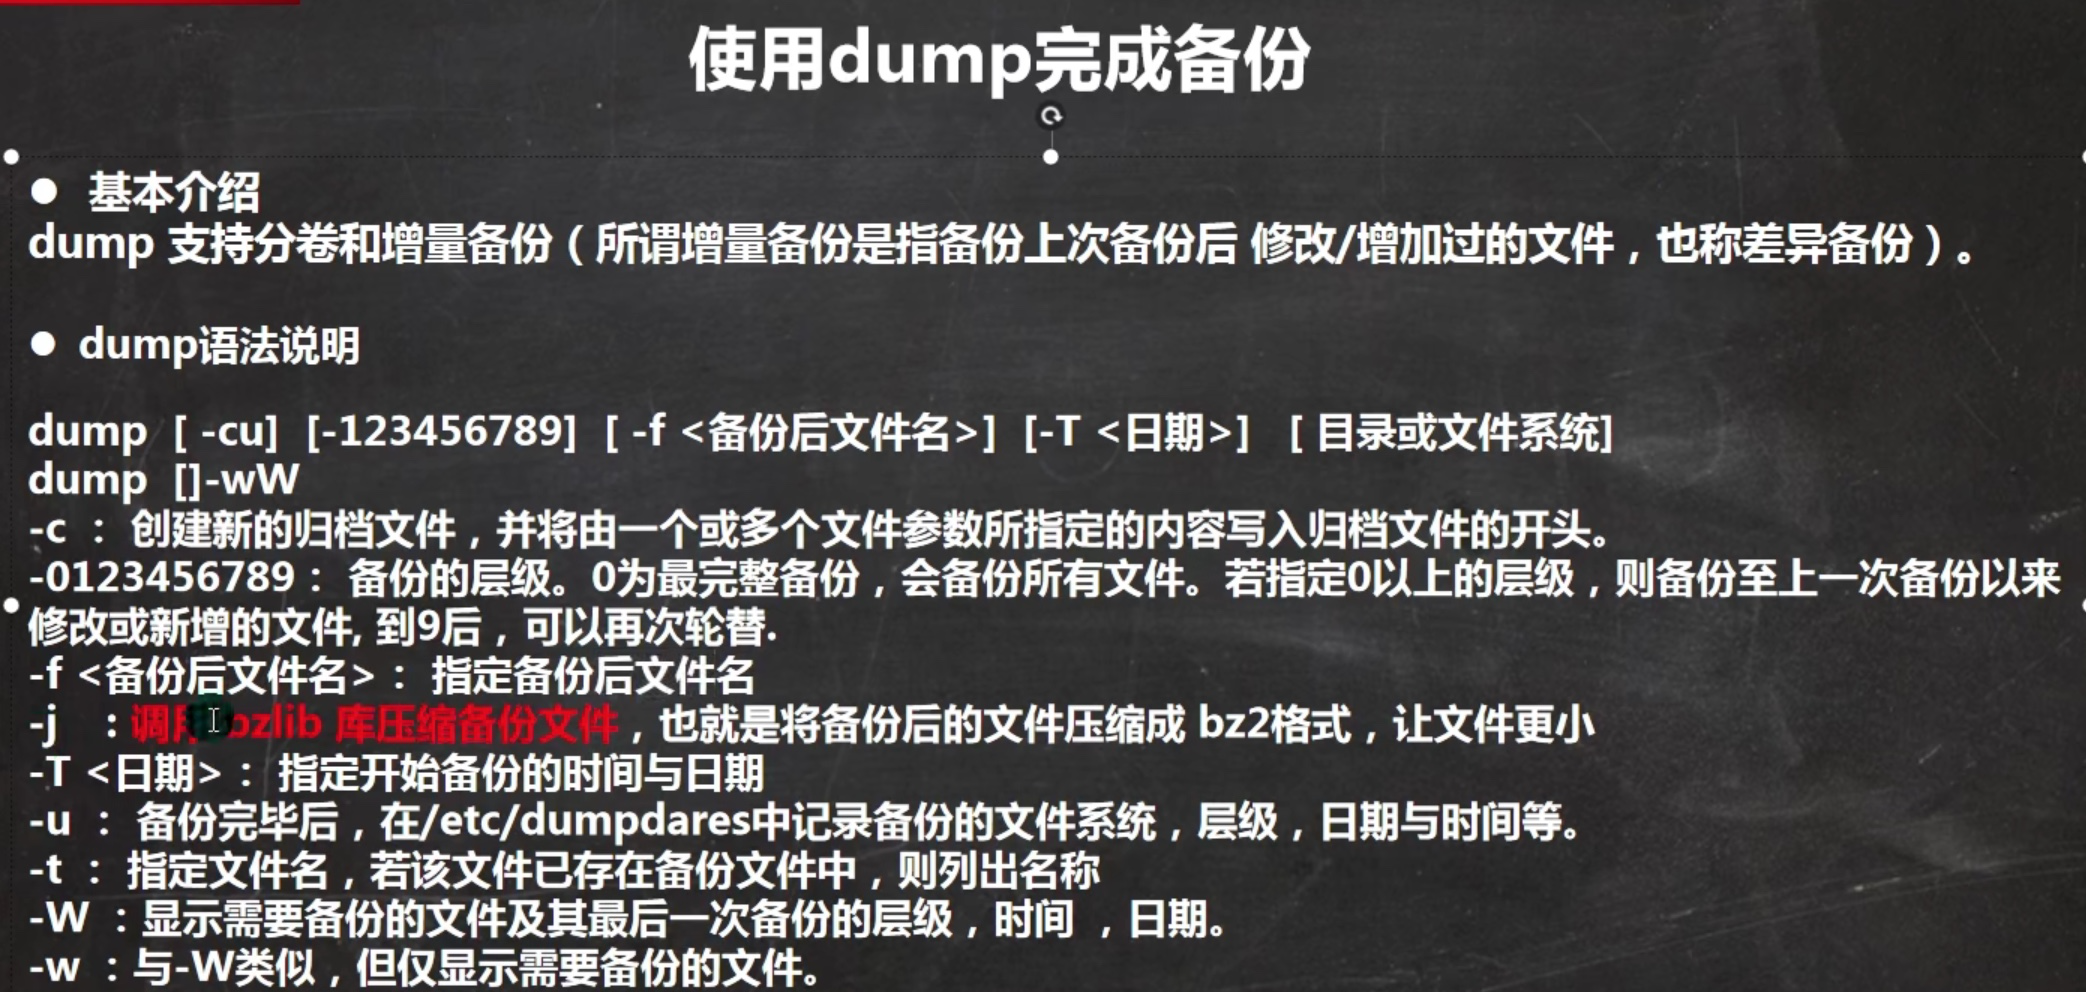 使用dump完成备份
● 基本介绍
dump 支持分卷和增量备份（所谓增量备份是指备份上次备份后 修改/增加过的文件，也称差异备份）。
● dump语法说明
dump [ -cu] [-123456789] [ -f <备份后文件名>] [-T <日期>] [ 目录或文件系统]
dump []-wW
-c ： 创建新的归档文件，并将由一个或多个文件参数所指定的内容写入归档文件的开头。
-0123456789： 备份的层级。0为最完整备份，会备份所有文件。若指定0以上的层级，则备份至上一次备份以来
修改或新增的文件, 到9后，可以再次轮替.
-f <备份后文件名>： 指定备份后文件名
-j ：调用bzlib 库压缩备份文件，也就是将备份后的文件压缩成 bz2格式，让文件更小
-T <日期>： 指定开始备份的时间与日期
-u ： 备份完毕后，在/etc/dumpdares中记录备份的文件系统，层级，日期与时间等。
-t ： 指定文件名，若该文件已存在备份文件中，则列出名称
-W ：显示需要备份的文件及其最后一次备份的层级，时间 ，日期。
-w ：与-W类似，但仅显示需要备份的文件。